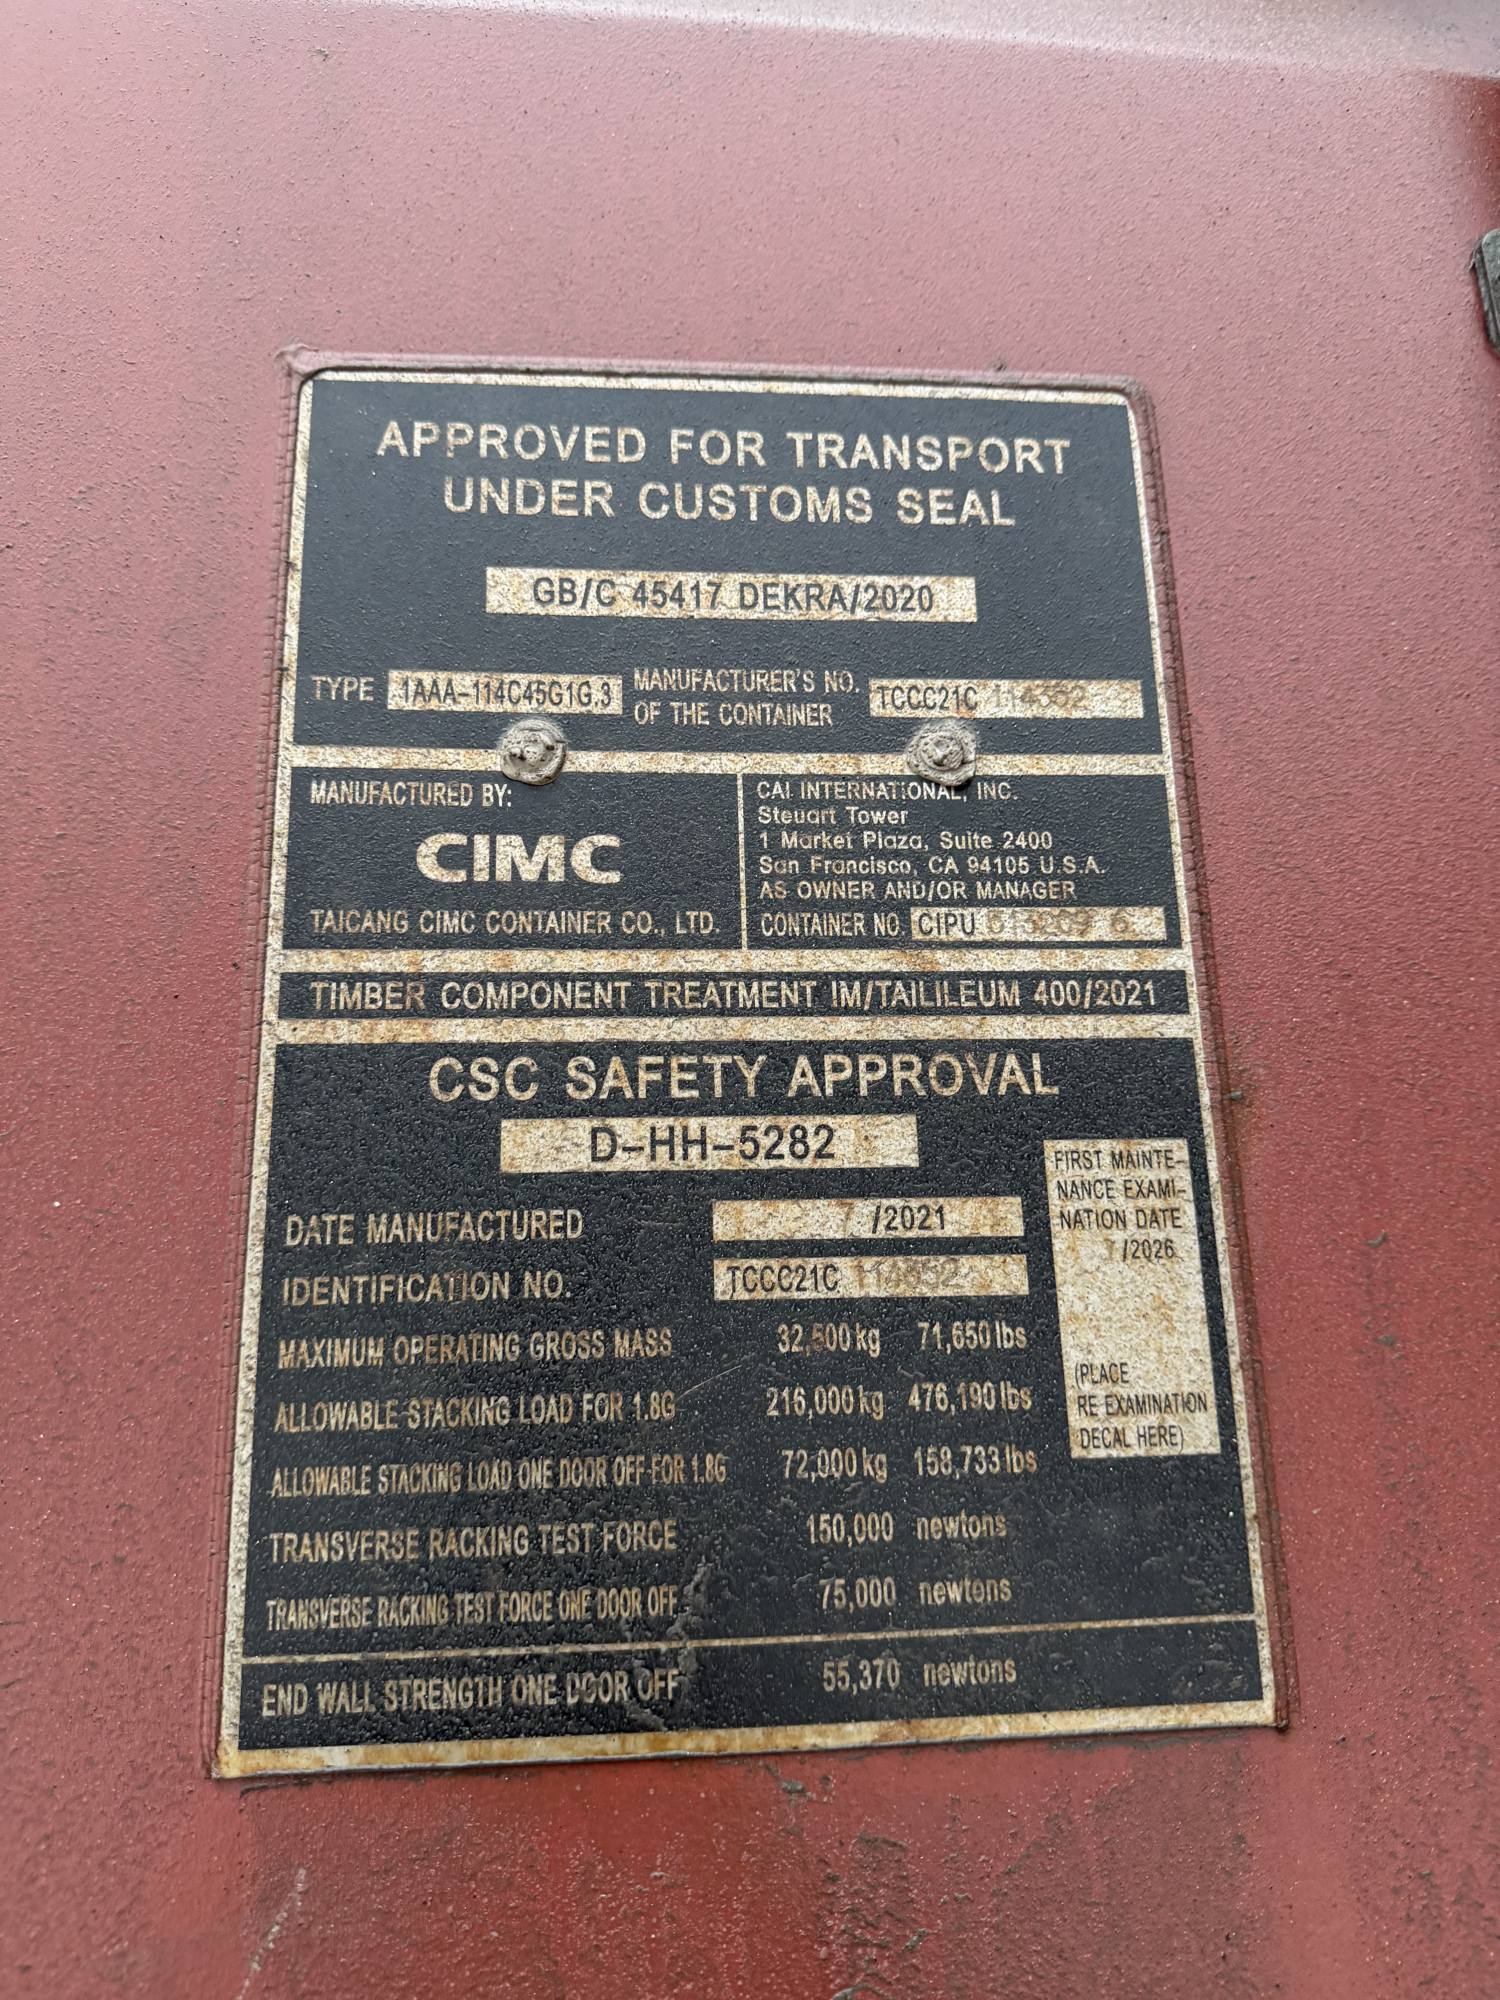 APPROVED FOR TRANSPORT
UNDER CUSTOMS SEAL
GB/C 45417 DEKRA/2020
TYPE 1AAA-114C45G1G.3
MANUFACTURER'S NO.
OF THE CONTAINER
TCCC21C
MANUFACTURED BY:
CIMC
TAICANG CIMC CONTAINER CO., LTD.
CAI INTERNATIONAL, INC.
Steuart Tower
1 Market Plaza, Suite 2400
San Francisco, CA 94105 U.S.A.
AS OWNER AND/OR MANAGER
CONTAINER NO. CIPU
TIMBER COMPONENT TREATMENT IM/TAILILEUM 400/2021
CSC SAFETY APPROVAL
D-HH-5282
DATE MANUFACTURED 7/2021
IDENTIFICATION NO. TCCC21C
MAXIMUM OPERATING GROSS MASS 32,500 kg 71,650 lbs
ALLOWABLE STACKING LOAD FOR 1.8G 216,000 kg 476,190 lbs
ALLOWABLE STACKING LOAD ONE DOOR OFF FOR 1.8G 72,000 kg 158,733 lbs
TRANSVERSE RACKING TEST FORCE 150,000 newtons
TRANSVERSE RACKING TEST FORCE ONE DOOR OFF 75,000 newtons
END WALL STRENGTH ONE DOOR OFF 55,370 newtons
FIRST MAINTE-
NANCE EXAMI-
NATION DATE
7/2026
(PLACE
RE EXAMINATION
DECAL HERE)